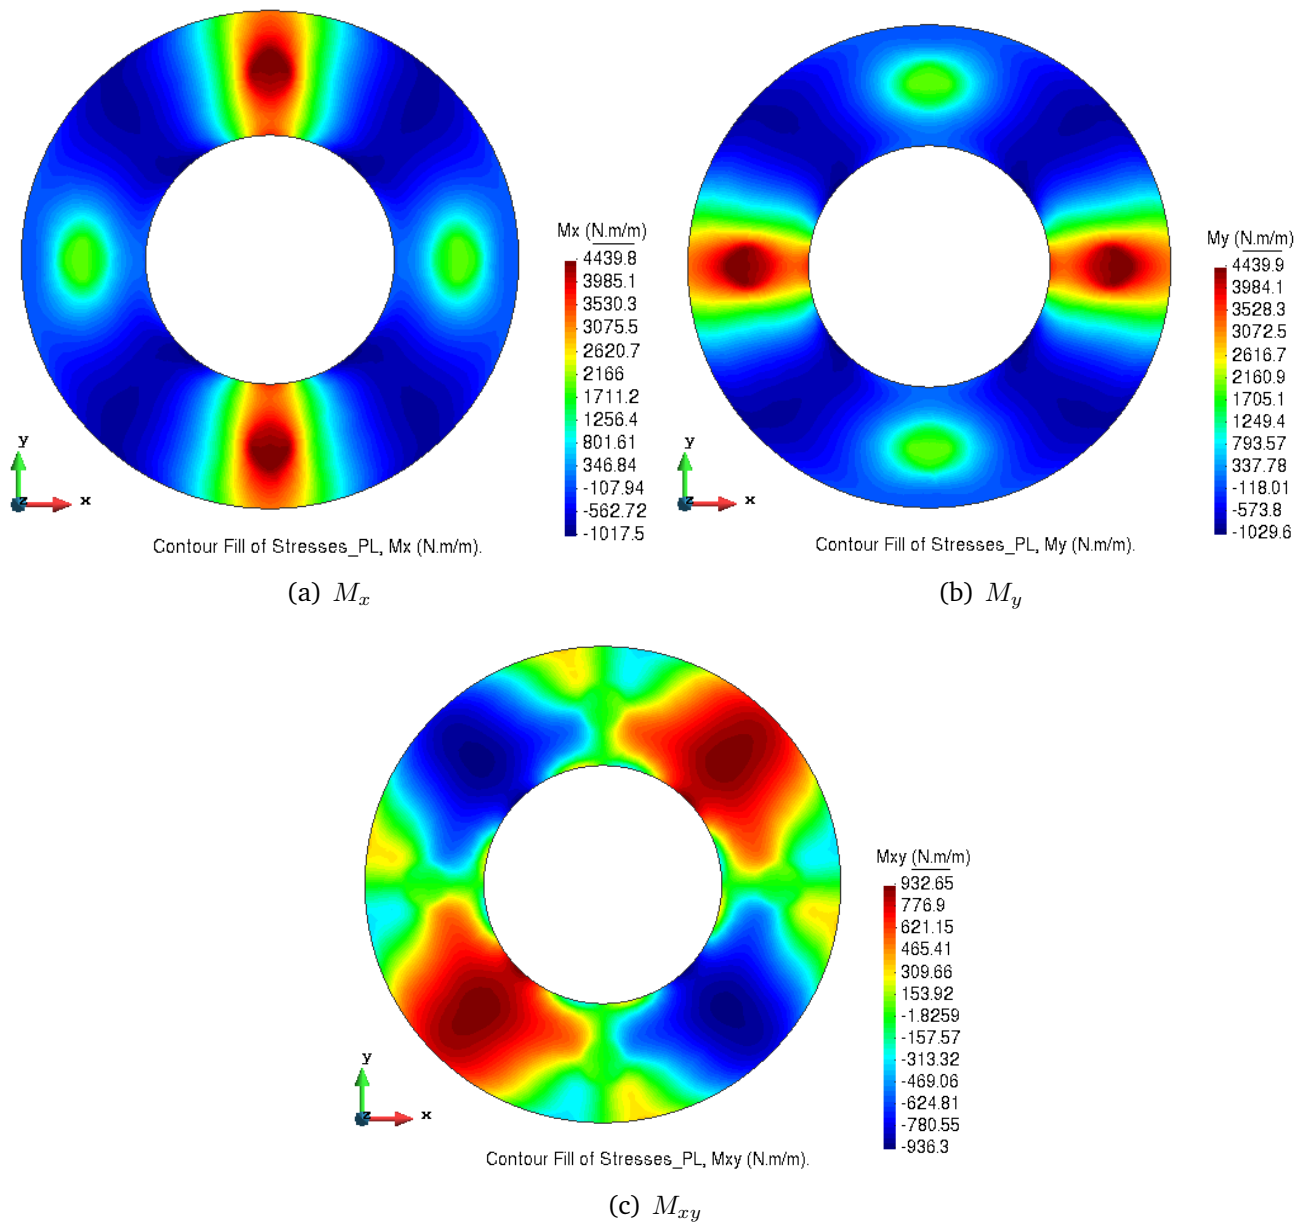 Mx (N.m/m)
4439.8
3985.1
3530.3
3075.5
2620.7
2166
1711.2
1256.4
801.61
346.84
-107.94
-562.72
-1017.5
y
z
x
Contour Fill of Stresses_PL, Mx (N.m/m).
(a) Mx
My (N.m/m)
4439.9
3984.1
3528.3
3072.5
2616.7
2160.9
1705.1
1249.4
793.57
337.78
-118.01
-573.8
-1029.6
y
z
x
Contour Fill of Stresses_PL, My (N.m/m).
(b) My
Mxy (N.m/m)
932.65
776.9
621.15
465.41
309.66
153.92
-1.8259
-157.57
-313.32
-469.06
-624.81
-780.55
-936.3
y
z
x
Contour Fill of Stresses_PL, Mxy (N.m/m).
(c) Mxy